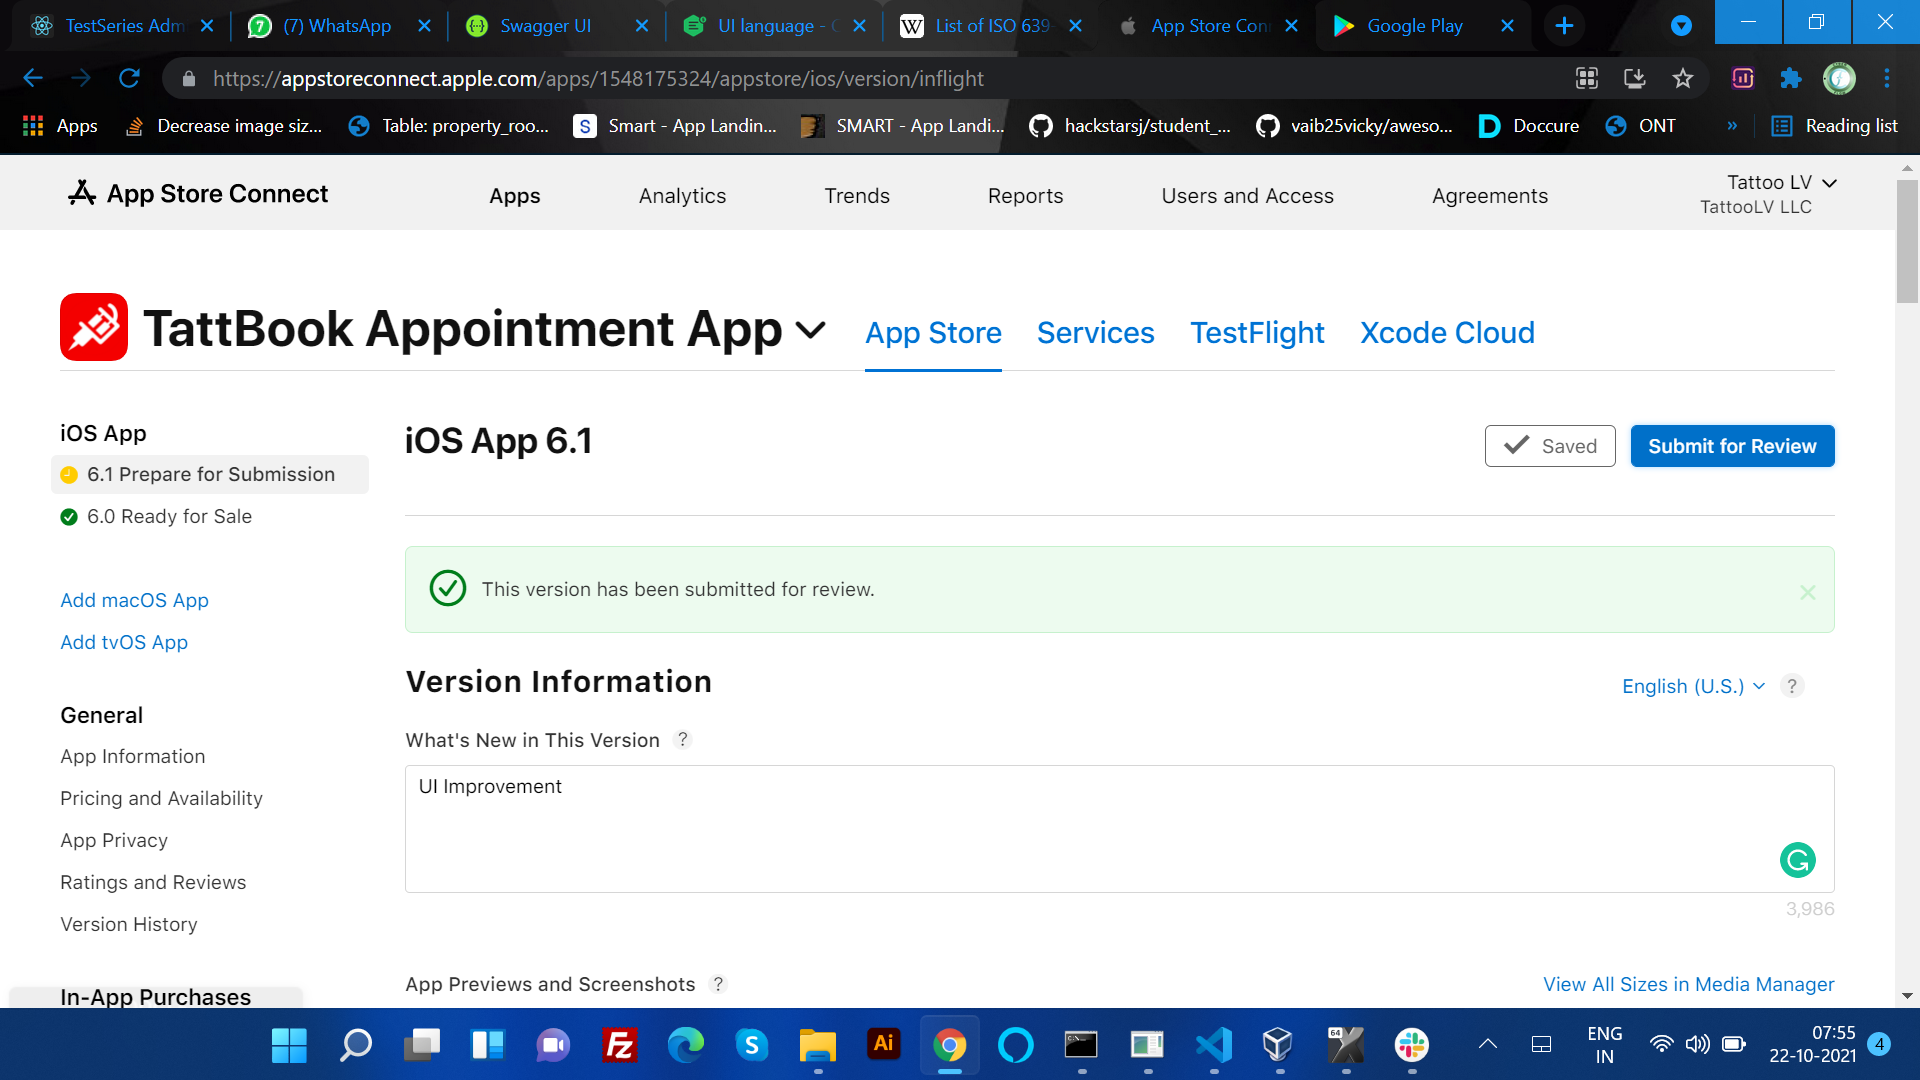 TestSeries Adm
(7) WhatsApp
Swagger UI
UI language - G
List of ISO 639-
App Store Conn
Google Play
https://appstoreconnect.apple.com/apps/1548175324/appstore/ios/version/inflight
Apps
Decrease image siz...
Table: property_roo...
Smart - App Landin...
SMART - App Landi...
hackstarsj/student_...
vaib25vicky/aweso...
Doccure
ONT
»
Reading list
App Store Connect
Apps
Analytics
Trends
Reports
Users and Access
Agreements
Tattoo LV
TattooLV LLC
TattBook Appointment App
App Store
Services
TestFlight
Xcode Cloud
iOS App
6.1 Prepare for Submission
6.0 Ready for Sale
Add macOS App
Add tvOS App
General
App Information
Pricing and Availability
App Privacy
Ratings and Reviews
Version History
In-App Purchases
iOS App 6.1
Saved
Submit for Review
This version has been submitted for review.
Version Information
English (U.S.)
?
What's New in This Version ?
UI Improvement
3,986
App Previews and Screenshots ?
View All Sizes in Media Manager
ENG
IN
07:55
22-10-2021
4